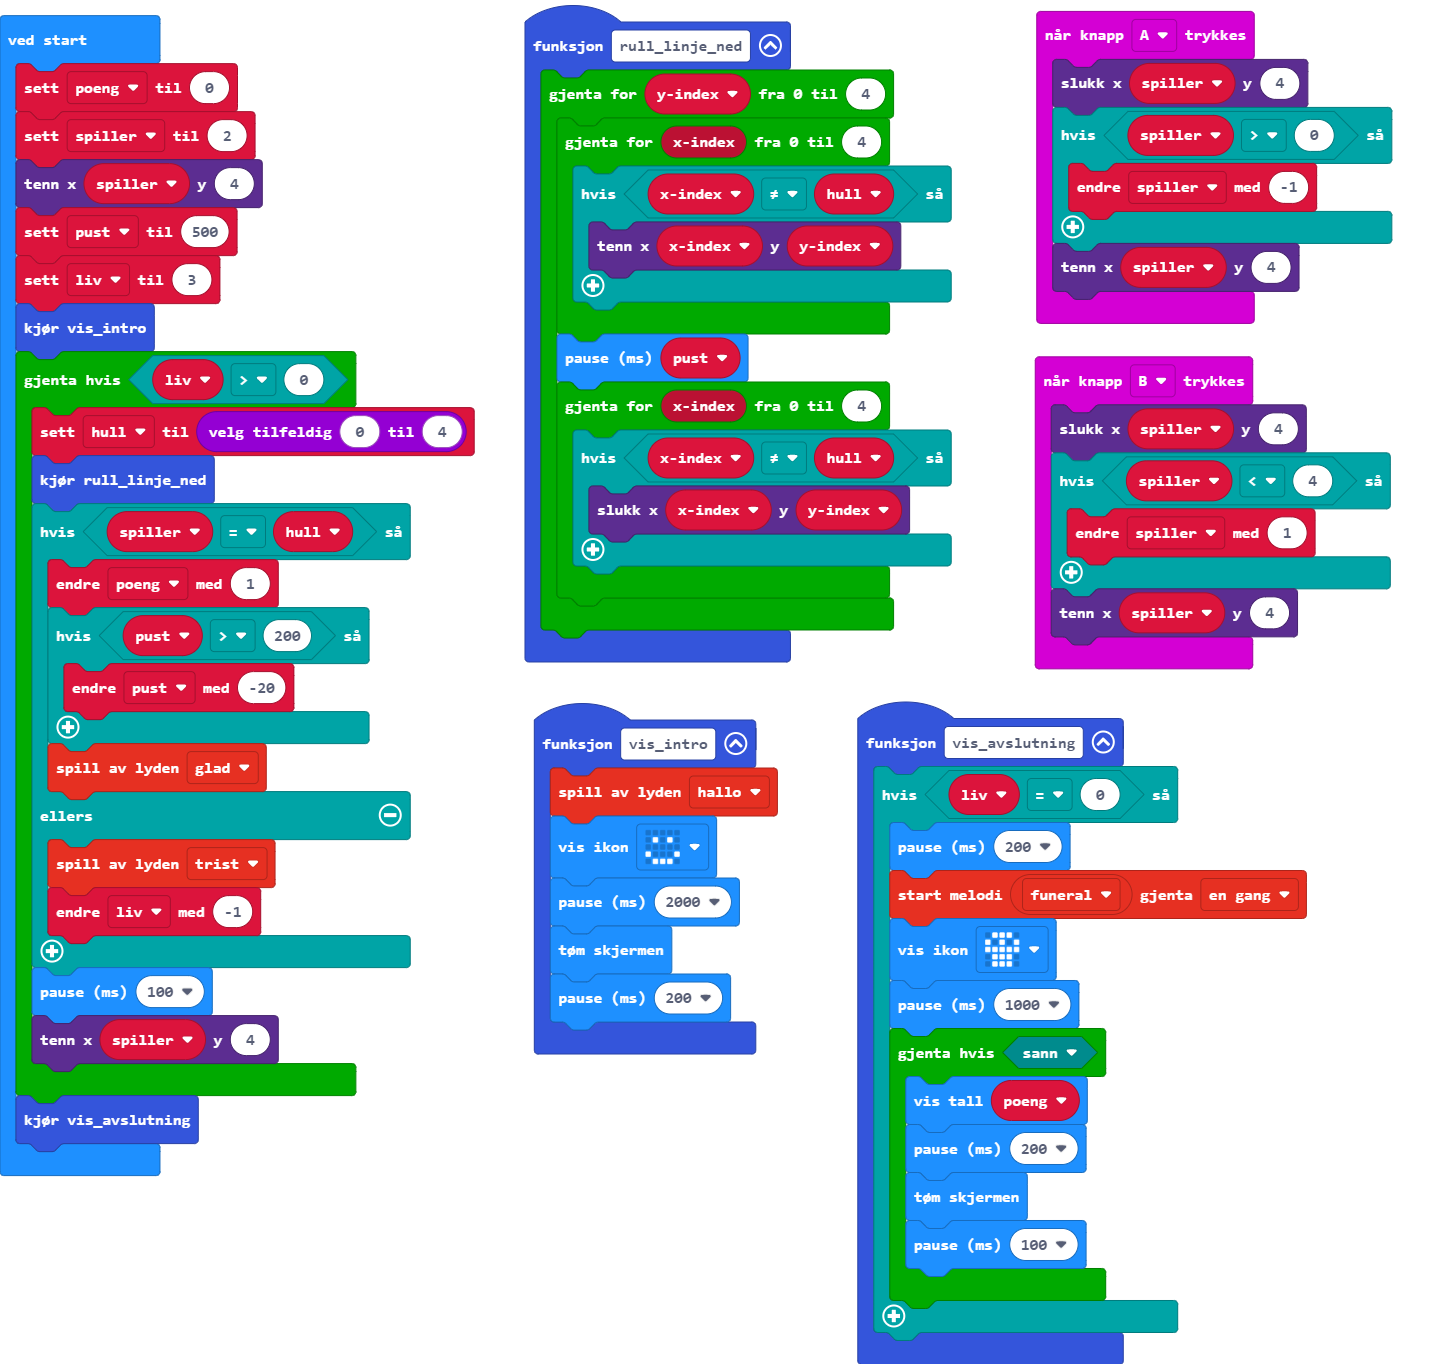 ved start
sett poeng til 0
sett spiller til 2
tenn x spiller y 4
sett pust til 500
sett liv til 3
kjør vis_intro
gjenta hvis liv > 0
sett hull til velg tilfeldig 0 til 4
kjør rull_linje_ned
hvis spiller = hull så
endre poeng med 1
hvis pust > 200 så
endre pust med -20
spill av lyden glad
ellers
spill av lyden trist
endre liv med -1
pause (ms) 100
tenn x spiller y 4
kjør vis_avslutning
funksjon rull_linje_ned
gjenta for y-index fra 0 til 4
gjenta for x-index fra 0 til 4
hvis x-index ≠ hull så
tenn x x-index y y-index
pause (ms) pust
gjenta for x-index fra 0 til 4
hvis x-index ≠ hull så
slukk x x-index y y-index
når knapp A trykkes
slukk x spiller y 4
hvis spiller > 0 så
endre spiller med -1
tenn x spiller y 4
når knapp B trykkes
slukk x spiller y 4
hvis spiller < 4 så
endre spiller med 1
tenn x spiller y 4
funksjon vis_intro
spill av lyden hallo
vis ikon
pause (ms) 2000
tøm skjermen
pause (ms) 200
funksjon vis_avslutning
hvis liv = 0 så
pause (ms) 200
start melodi funeral gjenta en gang
vis ikon
pause (ms) 1000
gjenta hvis sann
vis tall poeng
pause (ms) 200
tøm skjermen
pause (ms) 100